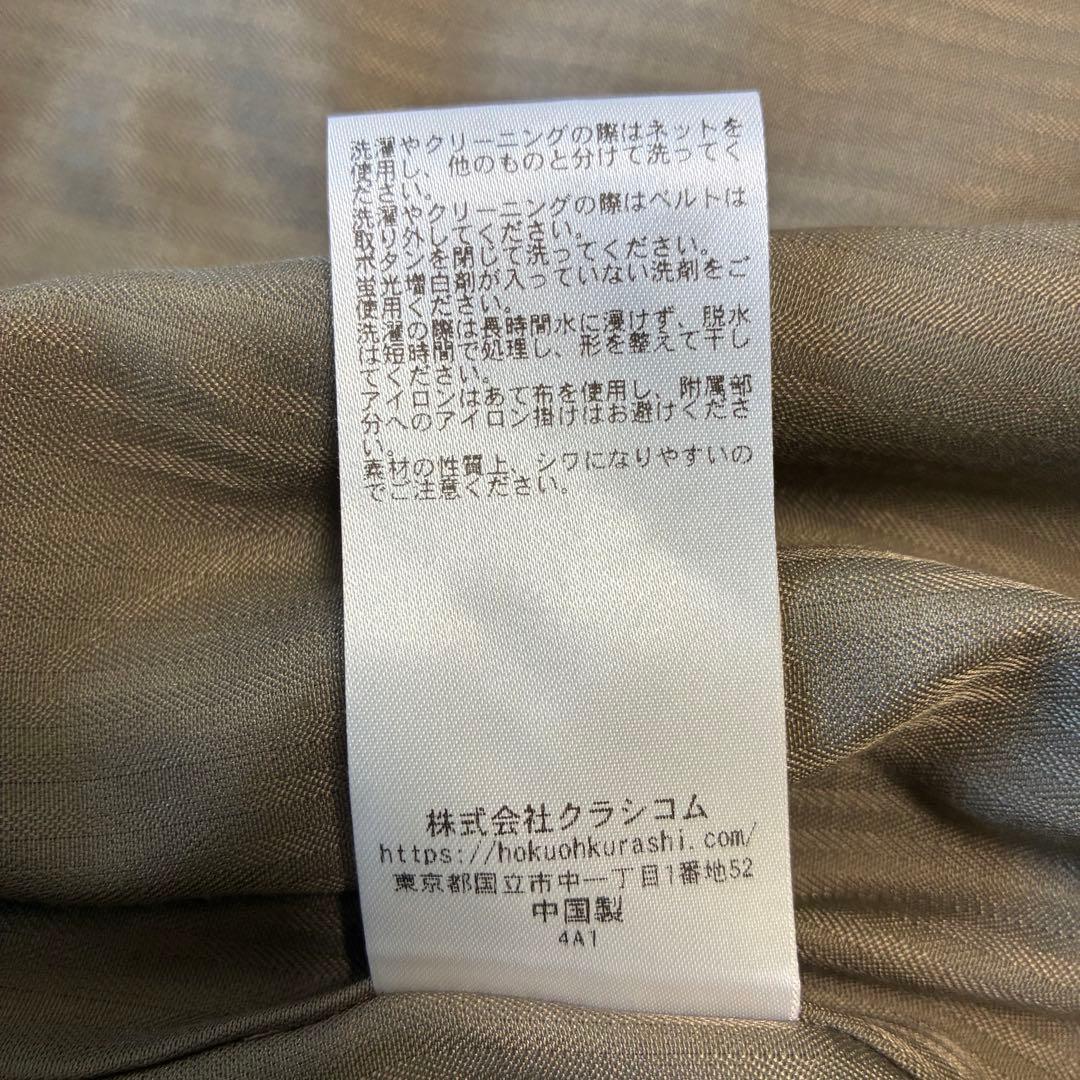 洗濯やクリーニングの際はネットを
使用し、他のものと分けて洗ってく
ださい。
洗濯やクリーニングの際はベルトは
取り外してください。
ボタンを閉じて洗ってください。
蛍光増白剤が入っていない洗剤をご
使用ください。
洗濯の際は長時間水に浸けず、脱水
は短時間で処理し、形を整えて干し
てください。
アイロンはあて布を使用し、附属部
分へのアイロン掛けはお避けくださ
い。
素材の性質上、シワになりやすいの
でご注意ください。
株式会社クラシコム
https://hokuohkurashi.com/
東京都国立市中一丁目1番地52
中国製
4A1